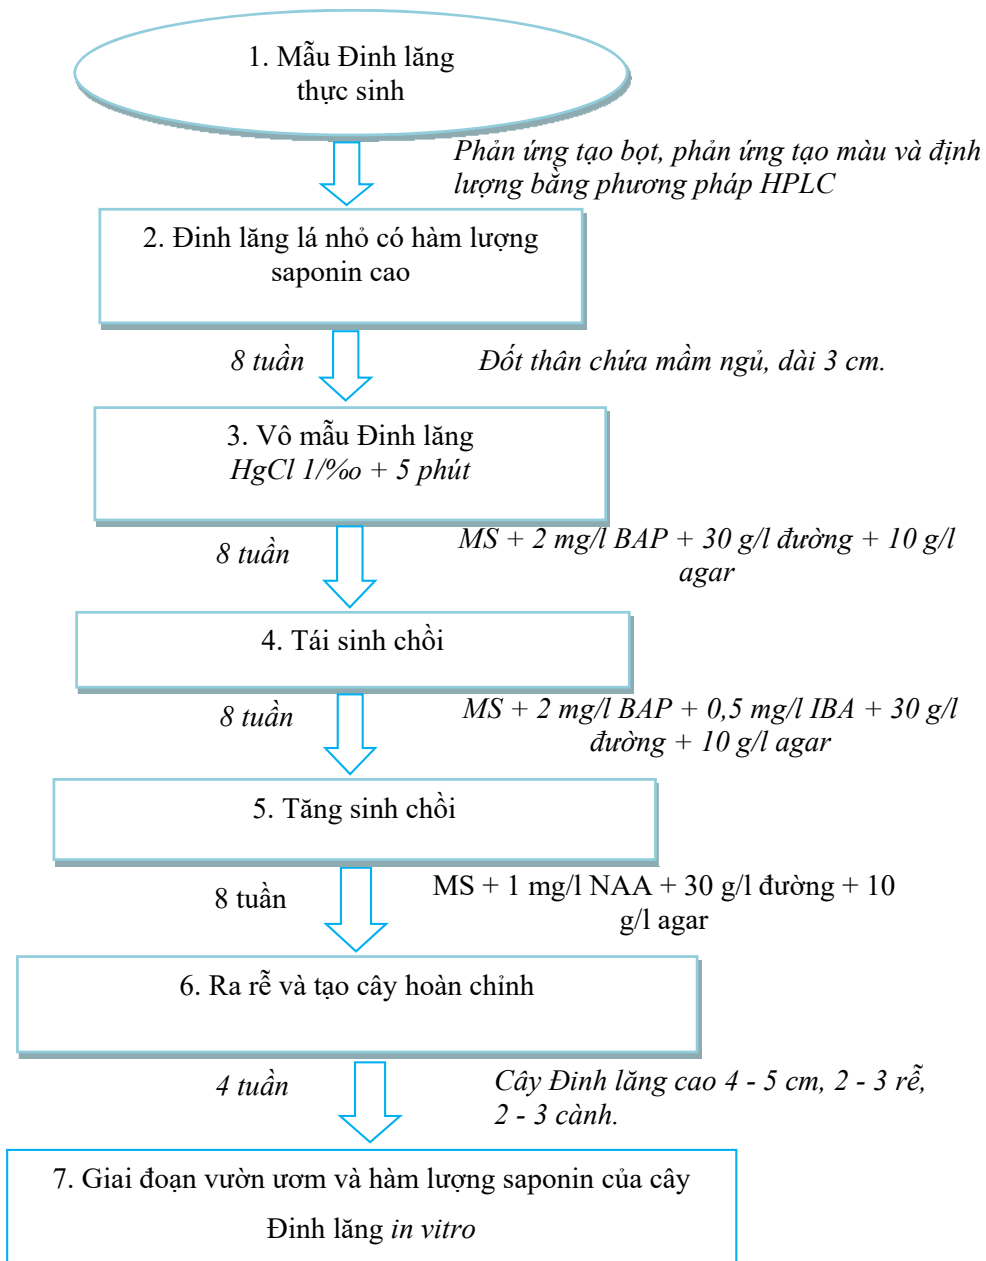 1. Mẫu Đinh lăng
thực sinh
Phản ứng tạo bọt, phản ứng tạo màu và định
lượng bằng phương pháp HPLC
2. Đinh lăng lá nhỏ có hàm lượng
saponin cao
8 tuần
Đốt thân chứa mầm ngủ, dài 3 cm.
3. Vô mẫu Đinh lăng
HgCl 1/‰ + 5 phút
8 tuần
MS + 2 mg/l BAP + 30 g/l đường + 10 g/l
agar
4. Tái sinh chồi
8 tuần
MS + 2 mg/l BAP + 0,5 mg/l IBA + 30 g/l
đường + 10 g/l agar
5. Tăng sinh chồi
8 tuần
MS + 1 mg/l NAA + 30 g/l đường + 10
g/l agar
6. Ra rễ và tạo cây hoàn chỉnh
4 tuần
Cây Đinh lăng cao 4 - 5 cm, 2 - 3 rễ,
2 - 3 cành.
7. Giai đoạn vườn ươm và hàm lượng saponin của cây
Đinh lăng in vitro